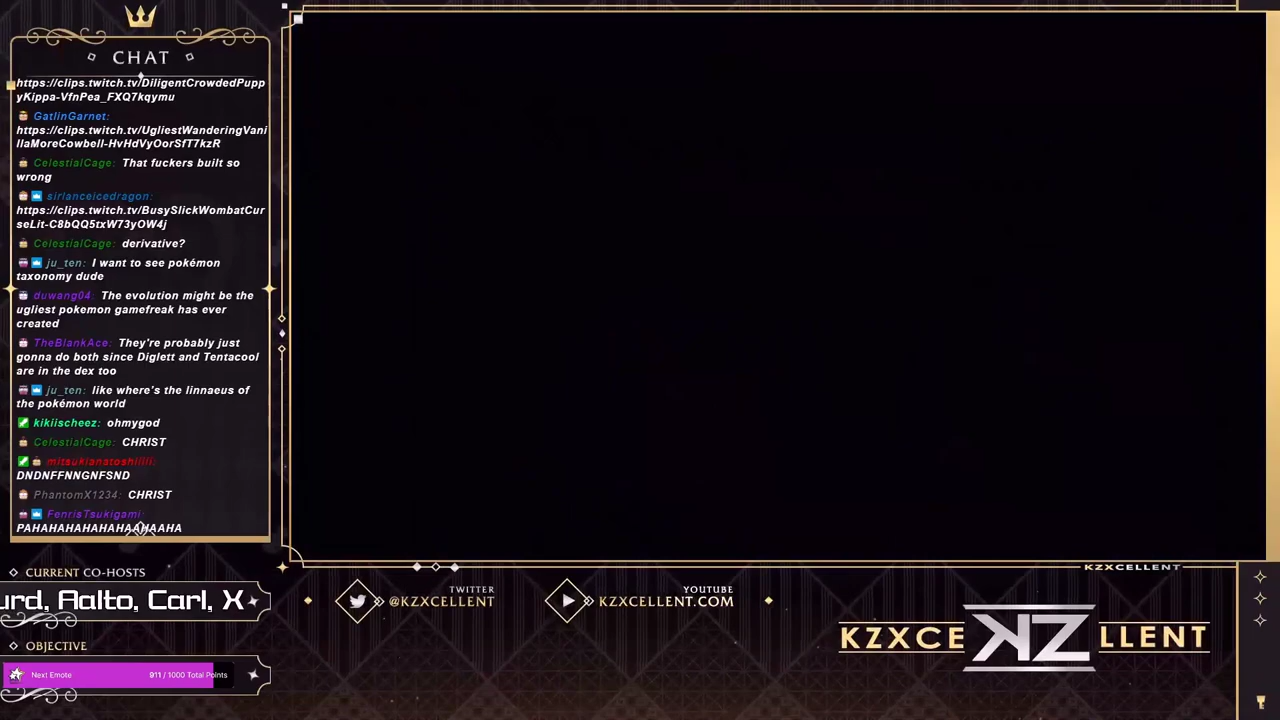 CHAT
https://clips.twitch.tv/DiligentCrowdedPupp
yKippa-VfnPea_FXQ7kqymu
GatlinGarnet:
https://clips.twitch.tv/UgliestWanderingVani
llaMoreCowbell-HvHdVyOorSfT7kzR
CelestialCage: That fuckers built so
wrong
sirlanceicedragon:
https://clips.twitch.tv/BusySlickWombatCur
seLit-C8bQQ5txW73yOW4j
CelestialCage: derivative?
ju_ten: I want to see pokémon
taxonomy dude
duwang04: The evolution might be the
ugliest pokemon gamefreak has ever
created
TheBlankAce: They're probably just
gonna do both since Diglett and Tentacool
are in the dex too
ju_ten: like where's the linnaeus of
the pokémon world
kikiischeez: ohmygod
CelestialCage: CHRIST
mitsukianatoshiiiii:
DNDNFFNNGNFSND
PhantomX1234: CHRIST
FenrisTsukigami:
PAHAHAHAHAHAHAAHAAHA
CURRENT CO-HOSTS
urd, Aalto, Carl, X
OBJECTIVE
Next Emote 911 / 1000 Total Points
TWITTER
@KZXCELLENT
YOUTUBE
KZXCELLENT.COM
KZXCELLENT
KZXCE KZ LLENT